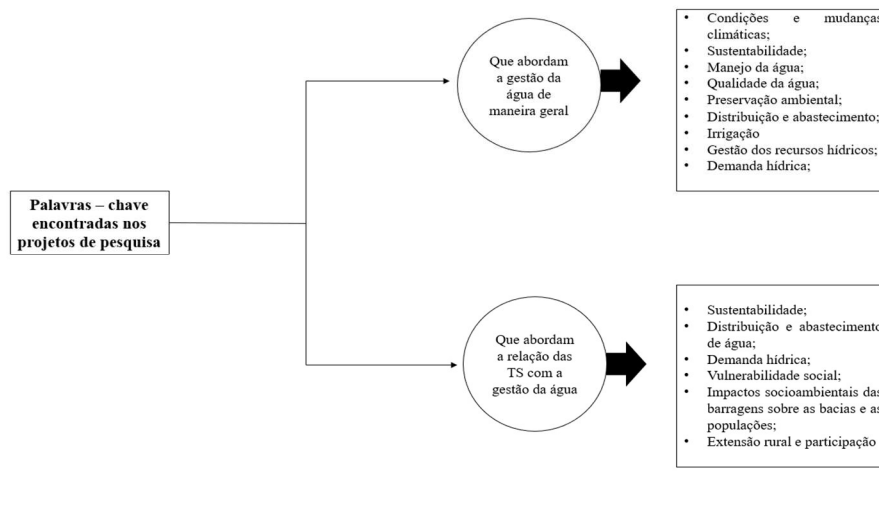 Palavras – chave
encontradas nos
projetos de pesquisa
Que abordam
a gestão da
água de
maneira geral
• Condições e mudanças
climáticas;
• Sustentabilidade;
• Manejo da água;
• Qualidade da água;
• Preservação ambiental;
• Distribuição e abastecimento;
• Irrigação
• Gestão dos recursos hídricos;
• Demanda hídrica;
Que abordam
a relação das
TS com a
gestão da água
• Sustentabilidade;
• Distribuição e abastecimento
de água;
• Demanda hídrica;
• Vulnerabilidade social;
• Impactos socioambientais das
barragens sobre as bacias e as
populações;
• Extensão rural e participação